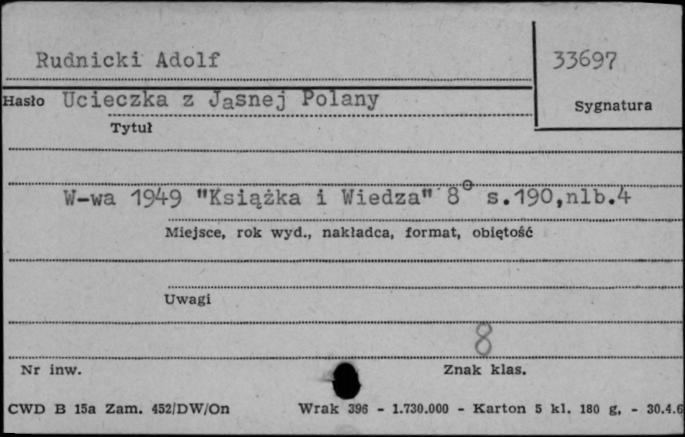 Rudnicki Adolf 33697
Hasło Ucieczka z Jasnej Polany Sygnatura
Tytuł
W-wa 1949 "Książka i Wiedza" 8° s.190,nlb.4
Miejsce, rok wyd., nakładca, format, obiętość
Uwagi
8
Nr inw. Znak klas.
CWD B 15a Zam. 452/DW/On Wrak 396 - 1.730.000 - Karton 5 kl. 180 g, - 30.4.6